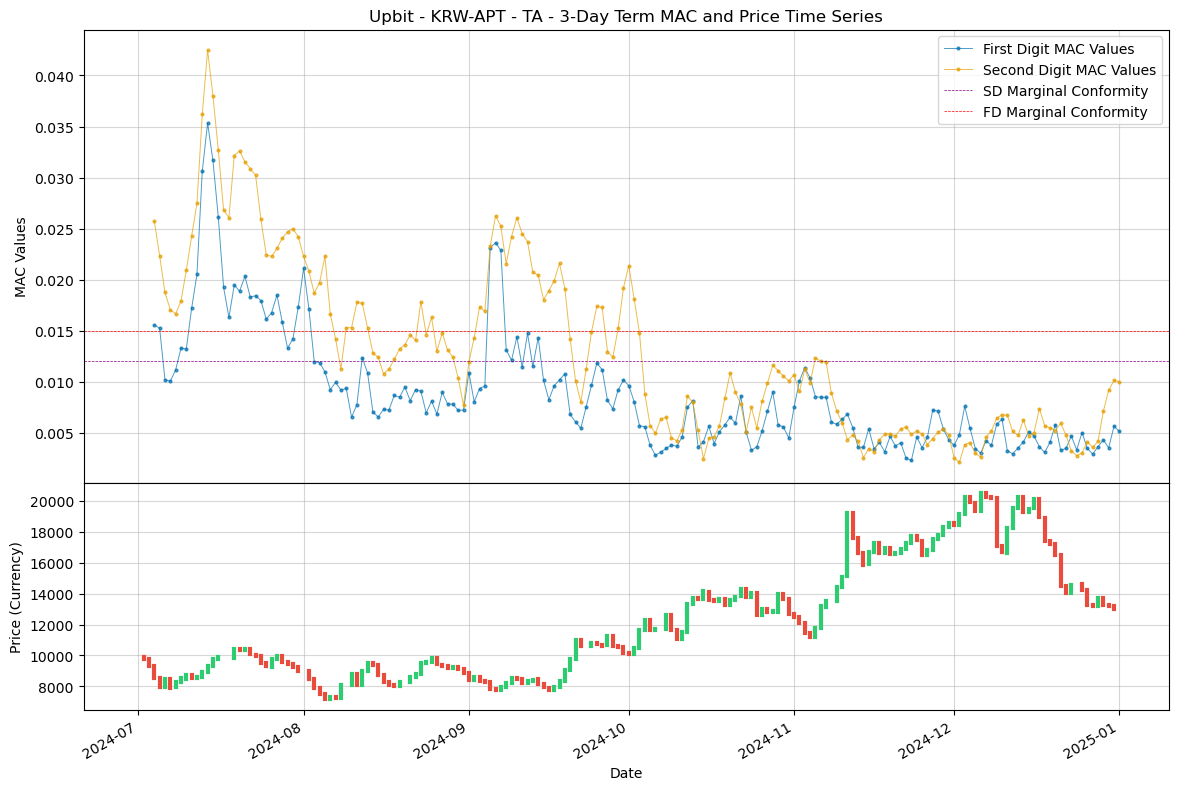 Upbit - KRW-APT - TA - 3-Day Term MAC and Price Time Series
First Digit MAC Values
Second Digit MAC Values
SD Marginal Conformity
FD Marginal Conformity
MAC Values
0.040
0.035
0.030
0.025
0.020
0.015
0.010
0.005
Price (Currency)
20000
18000
16000
14000
12000
10000
8000
2024-07
2024-08
2024-09
2024-10
2024-11
2024-12
2025-01
Date